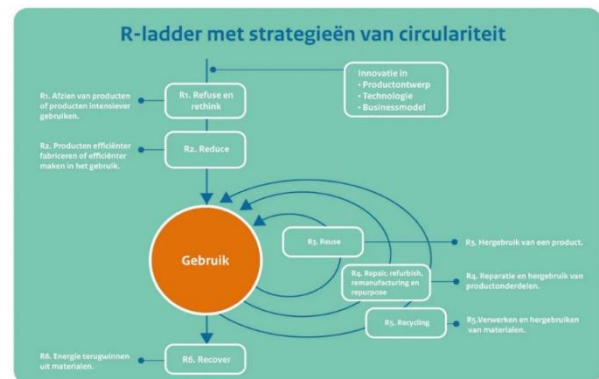 R-ladder met strategieën van circulariteit
R1. Afzien van producten
of producten intensiever
gebruiken.
R1. Refuse en
rethink
Innovatie in
• Productontwerp
• Technologie
• Businessmodel
R2. Producten efficiënter
fabriceren of efficiënter
maken in het gebruik.
R2. Reduce
Gebruik
R3. Reuse
R3. Hergebruik van een product.
R4. Repair, refurbish,
remanufacturing en
repurpose
R4. Reparatie en hergebruik van
productonderdelen.
R5. Recycling
R5.Verwerken en hergebruiken
van materialen.
R6. Energie terugwinnen
uit materialen.
R6. Recover